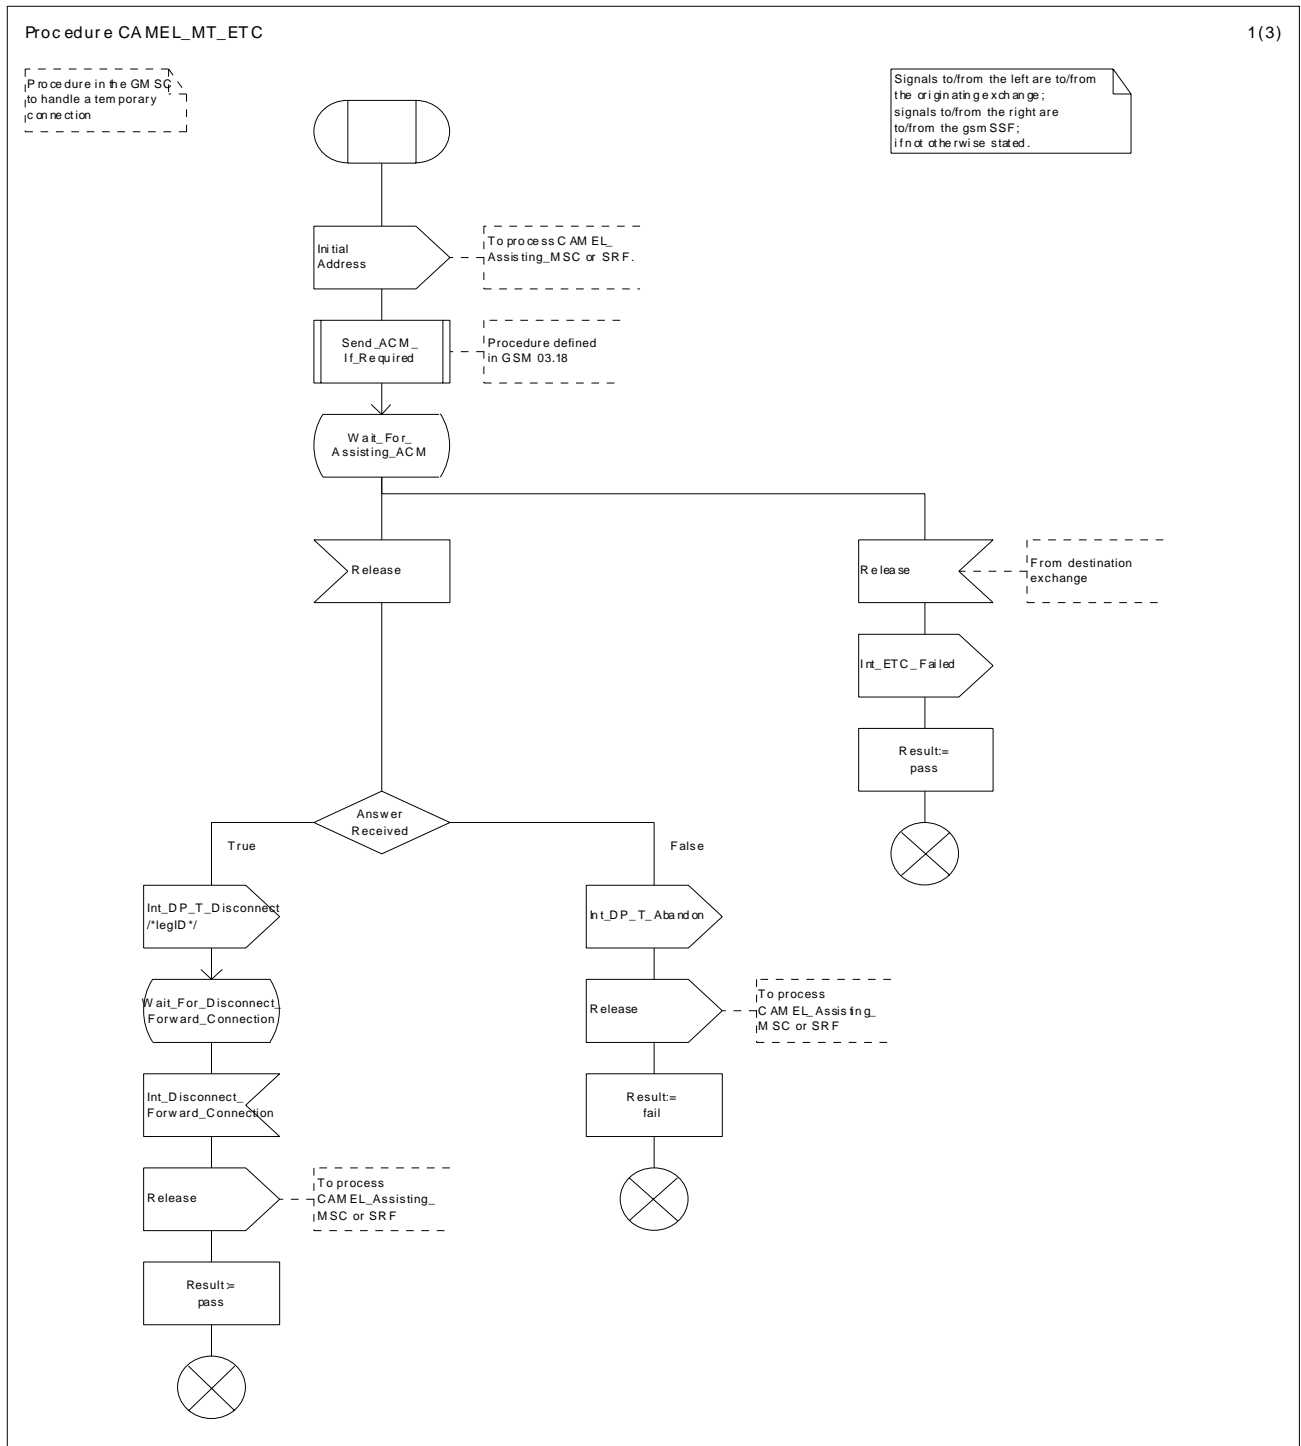 Procedure CAMEL_MT_ETC
1(3)
Procedure in the GMSC
to handle a temporary
connection
Signals to/from the left are to/from
the originating exchange;
signals to/from the right are
to/from the gsmSSF;
if not otherwise stated.
Initial
Address
To process CAMEL_
Assisting_MSC or SRF.
Send_ACM_
If_Required
Procedure defined
in GSM 03.18
Wait_For_
Assisting_ACM
Release
Release
From destination
exchange
Int_ETC_Failed
Result:=
pass
Answer
Received
True
False
Int_DP_T_Disconnect
/*legID*/
Int_DP_T_Abandon
Wait_For_Disconnect_
Forward_Connection
Release
To process
CAMEL_Assisting_
MSC or SRF
Int_Disconnect_
Forward_Connection
Result:=
fail
Release
To process
CAMEL_Assisting_
MSC or SRF
Result:=
pass